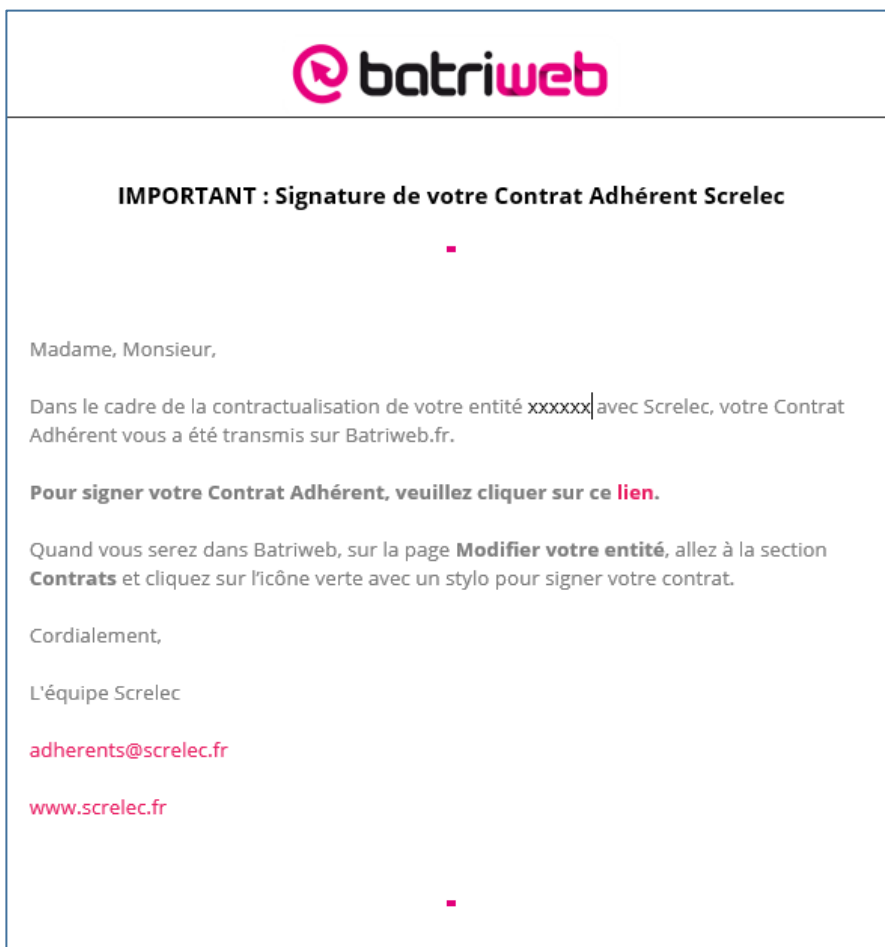 batriweb
IMPORTANT : Signature de votre Contrat Adhérent Screlec
Madame, Monsieur,
Dans le cadre de la contractualisation de votre entité xxxxxx avec Screlec, votre Contrat
Adhérent vous a été transmis sur Batriweb.fr.
Pour signer votre Contrat Adhérent, veuillez cliquer sur ce lien.
Quand vous serez dans Batriweb, sur la page Modifier votre entité, allez à la section
Contrats et cliquez sur l'icône verte avec un stylo pour signer votre contrat.
Cordialement,
L'équipe Screlec
adherents@screlec.fr
www.screlec.fr